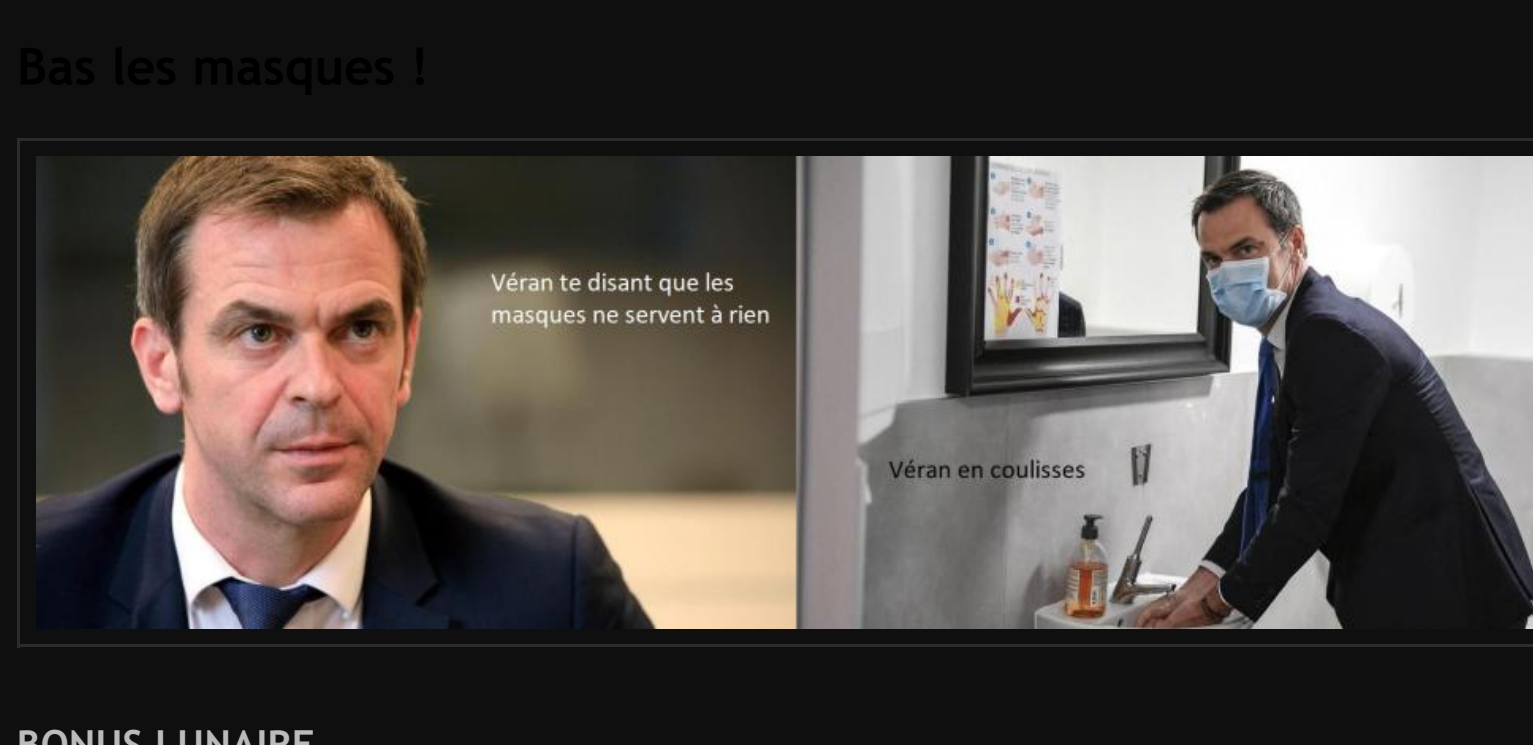 Bas les masques !
Véran te disant que les
masques ne servent à rien
Véran en coulisses
BONUS LUNAIRE